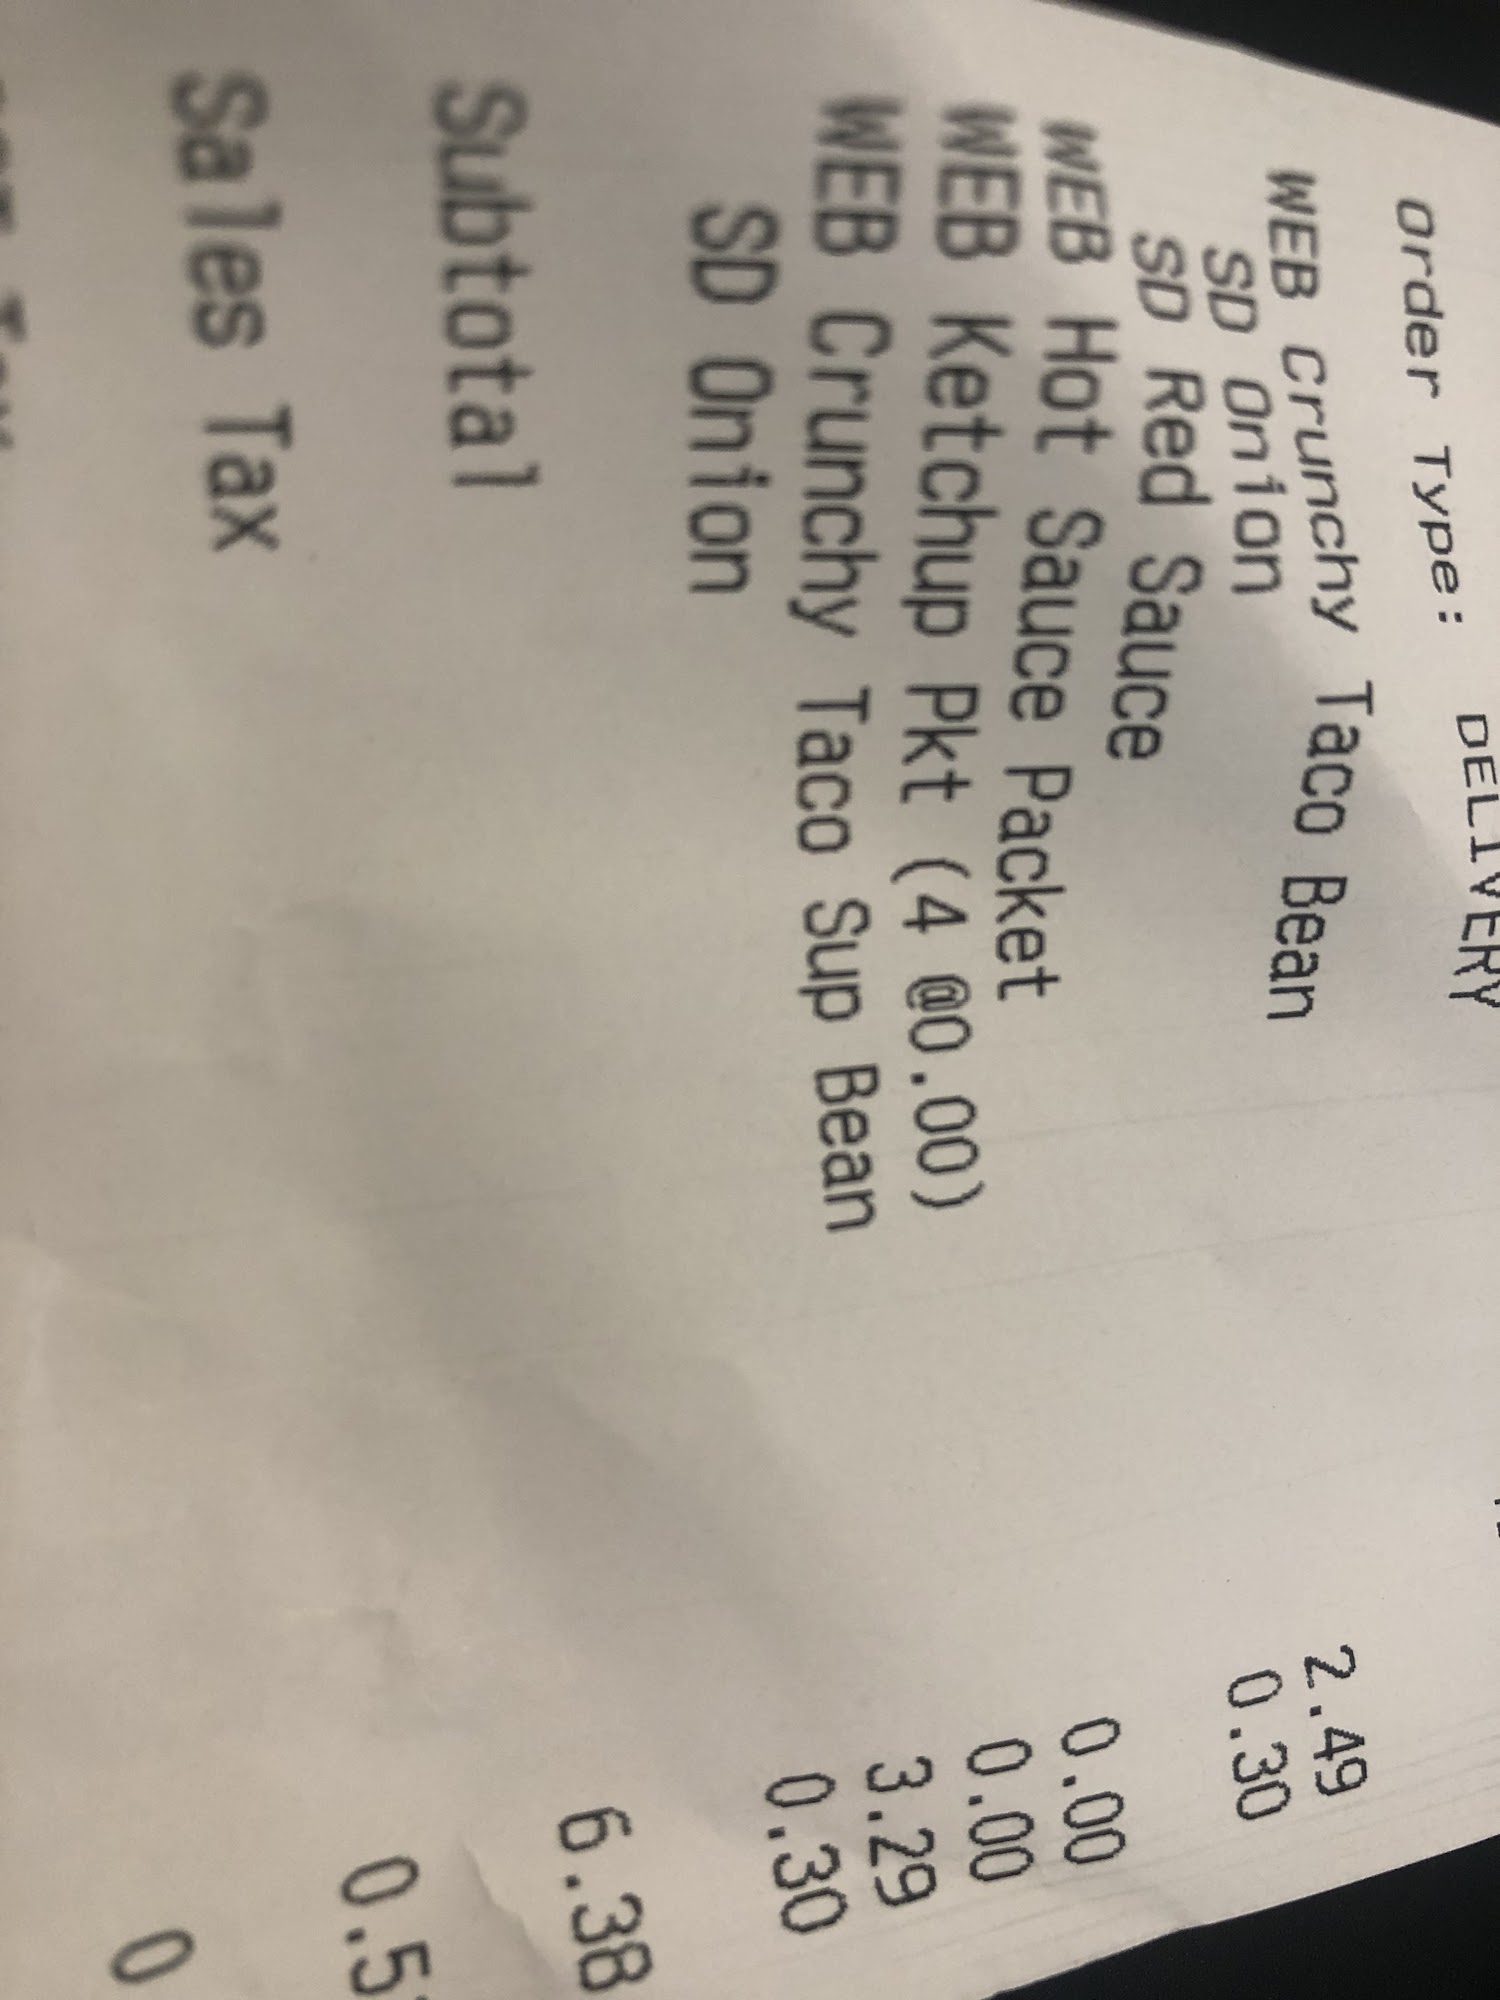 Order Type: DELIVERY
WEB Crunchy Taco Bean 2.49
SD Onion 0.30
SD Red Sauce
WEB Hot Sauce Packet 0.00
WEB Ketchup Pkt (4 @0.00) 0.00
WEB Crunchy Taco Sup Bean 3.29
SD Onion 0.30
Subtotal 6.38
Sales Tax